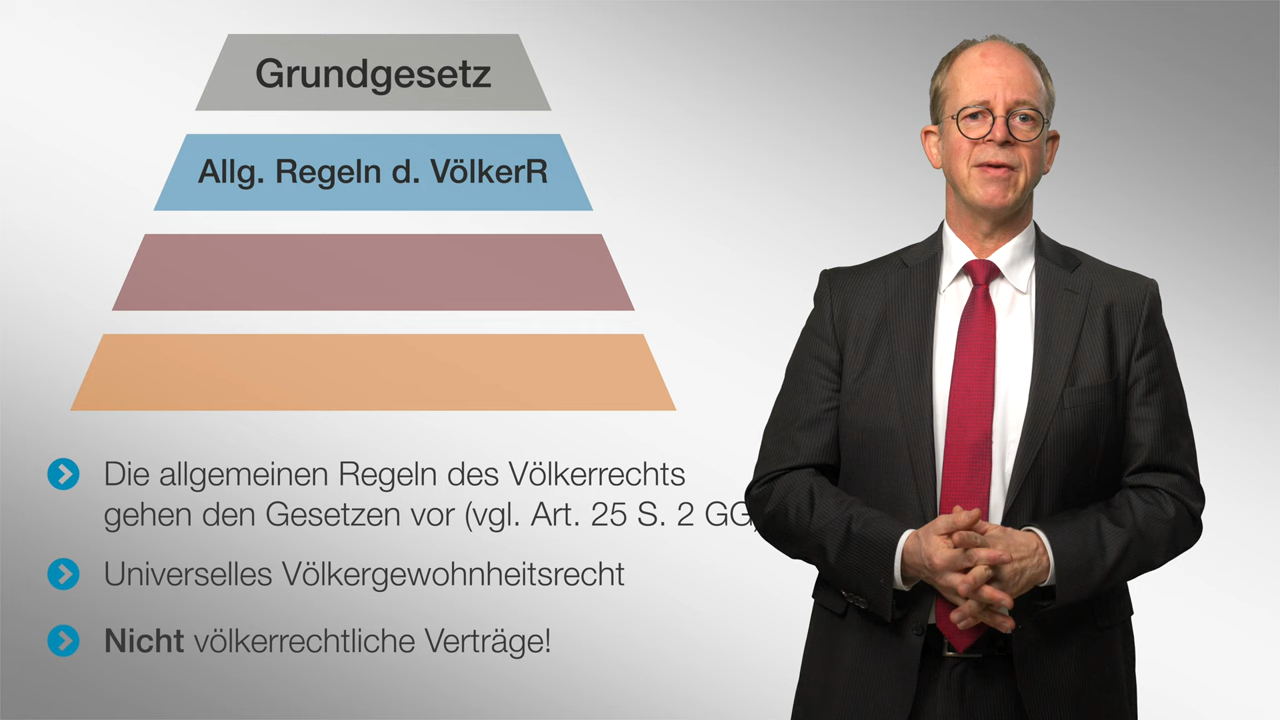 Grundgesetz
Allg. Regeln d. VölkerR
Die allgemeinen Regeln des Völkerrechts
gehen den Gesetzen vor (vgl. Art. 25 S. 2 GG)
Universelles Völkergewohnheitsrecht
Nicht völkerrechtliche Verträge!